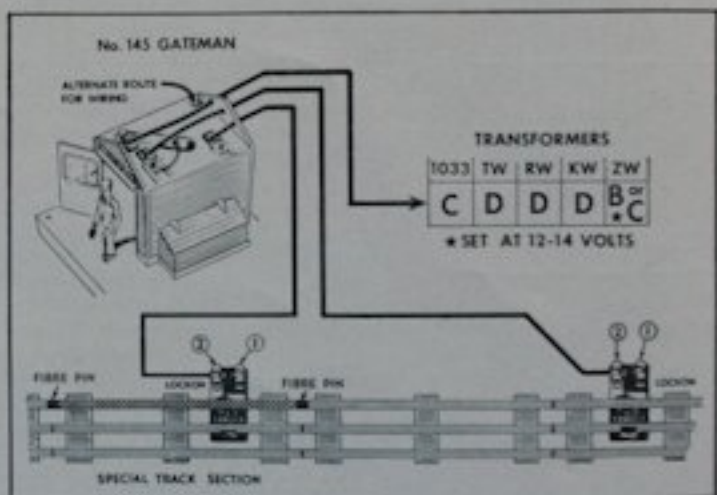 No. 145 GATEMAN
ALTERNATE ROUTE
FOR WIRING
TRANSFORMERS
1033 TW RW KW ZW
C D D D B or C
★
★ SET AT 12-14 VOLTS
② ①
② ①
FIBRE PIN
LOCKON
FIBRE PIN
LOCKON
SPECIAL TRACK SECTION